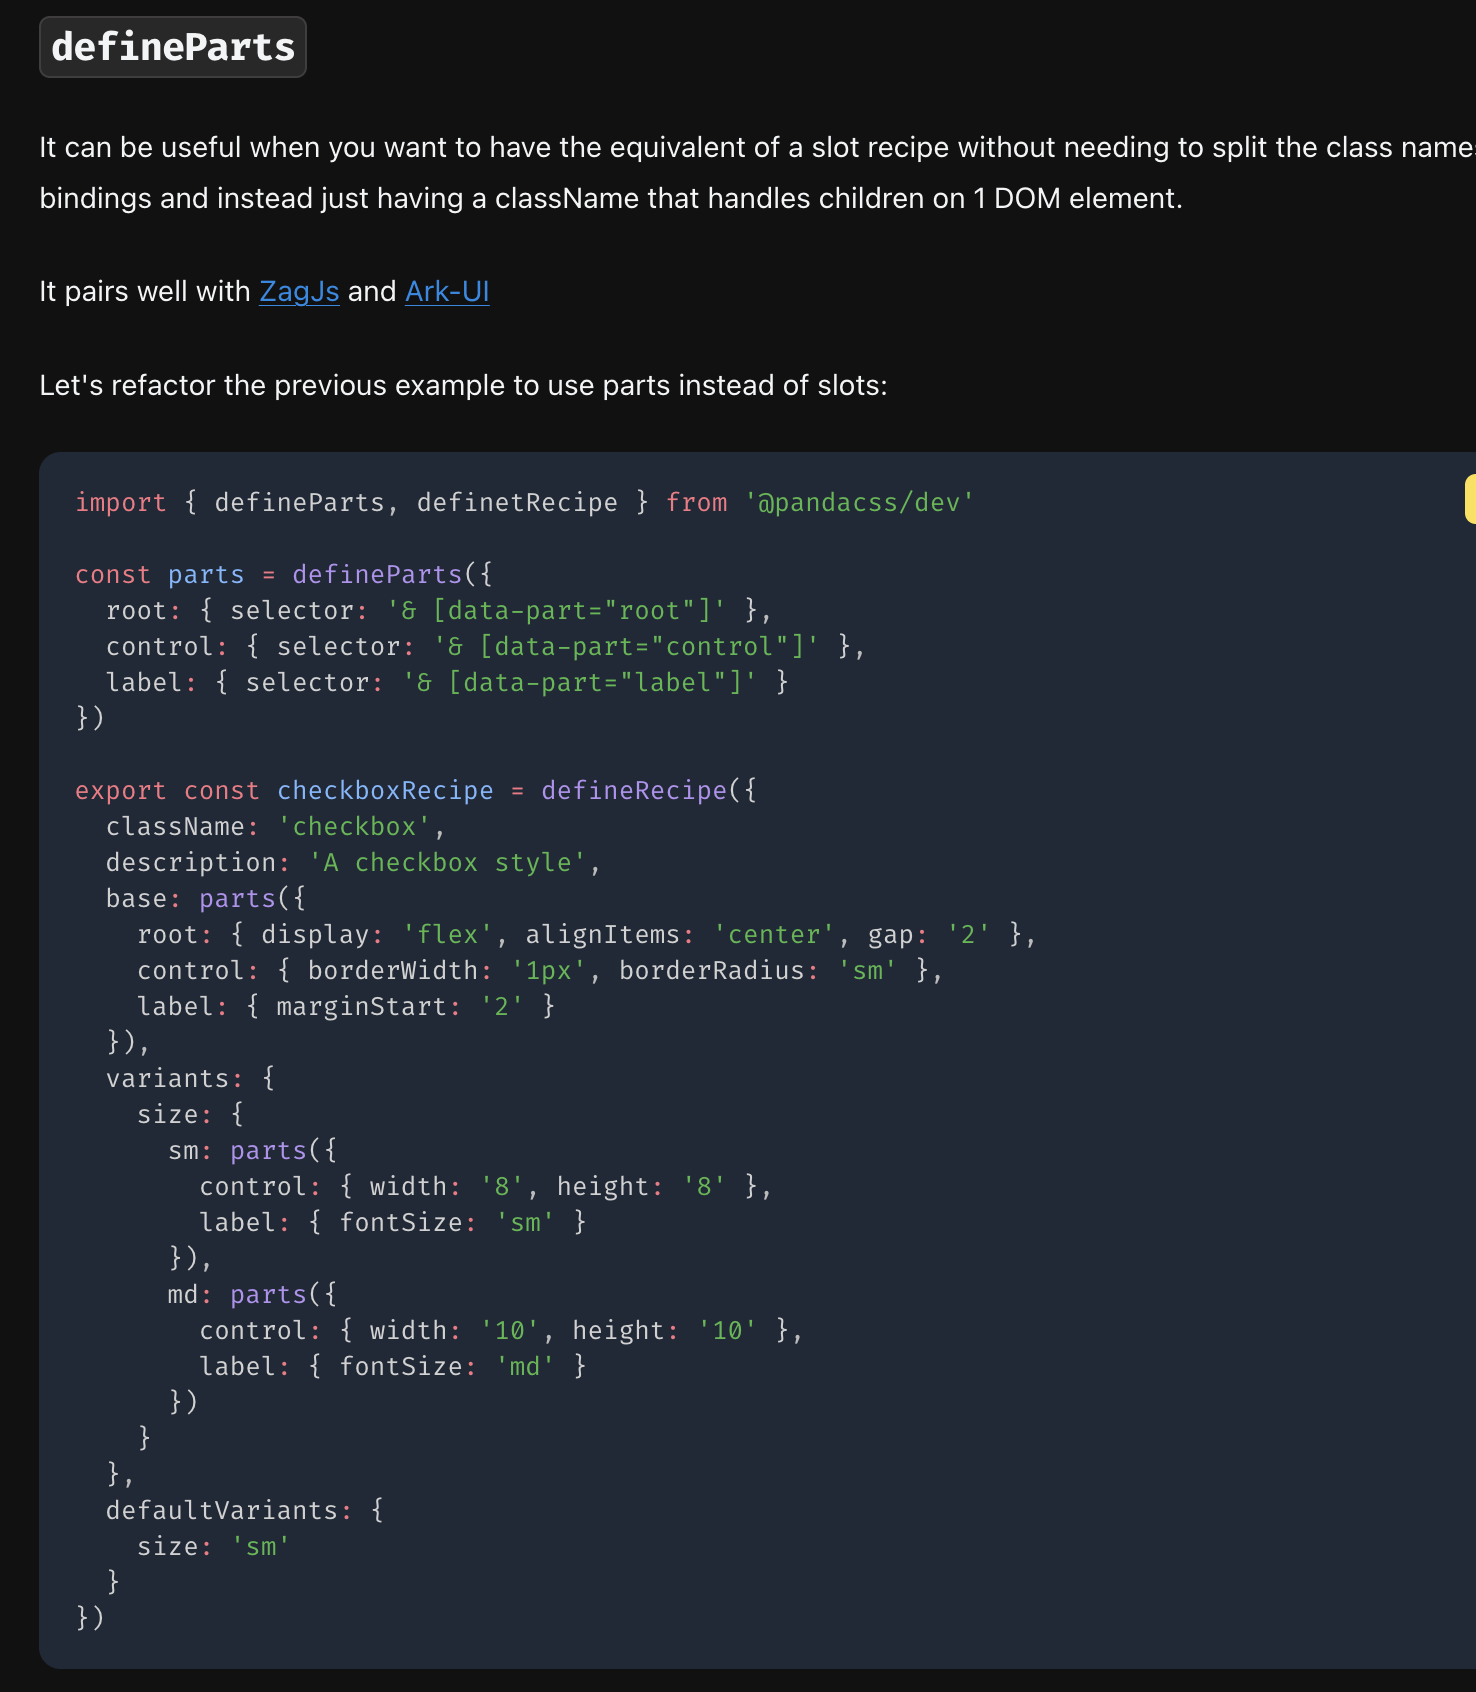 defineParts
It can be useful when you want to have the equivalent of a slot recipe without needing to split the class names
bindings and instead just having a className that handles children on 1 DOM element.
It pairs well with ZagJs and Ark-UI
Let's refactor the previous example to use parts instead of slots:
import { defineParts, definetRecipe } from '@pandacss/dev'
const parts = defineParts({
  root: { selector: '& [data-part="root"]' },
  control: { selector: '& [data-part="control"]' },
  label: { selector: '& [data-part="label"]' }
})
export const checkboxRecipe = defineRecipe({
  className: 'checkbox',
  description: 'A checkbox style',
  base: parts({
    root: { display: 'flex', alignItems: 'center', gap: '2' },
    control: { borderWidth: '1px', borderRadius: 'sm' },
    label: { marginStart: '2' }
  }),
  variants: {
    size: {
      sm: parts({
        control: { width: '8', height: '8' },
        label: { fontSize: 'sm' }
      }),
      md: parts({
        control: { width: '10', height: '10' },
        label: { fontSize: 'md' }
      })
    }
  },
  defaultVariants: {
    size: 'sm'
  }
})